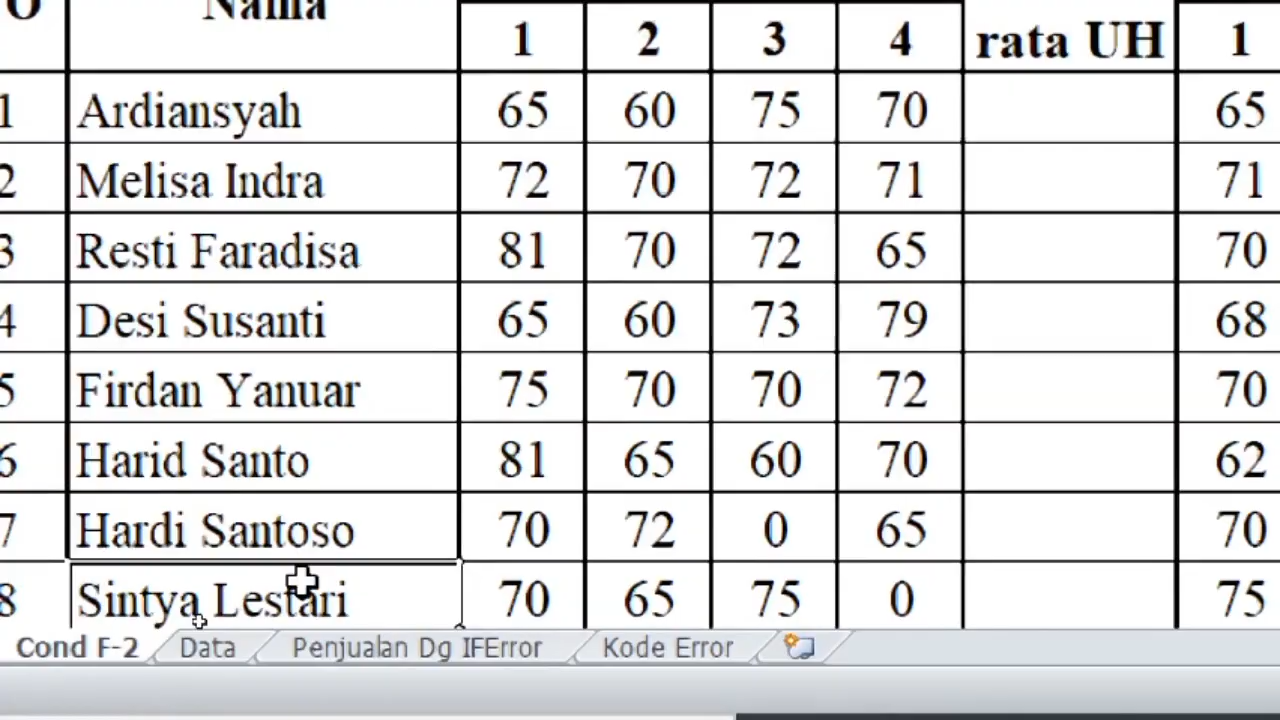 O Nama 1 2 3 4 rata UH 1
1 Ardiansyah 65 60 75 70 65
2 Melisa Indra 72 70 72 71 71
3 Resti Faradisa 81 70 72 65 70
4 Desi Susanti 65 60 73 79 68
5 Firdan Yanuar 75 70 70 72 70
6 Harid Santo 81 65 60 70 62
7 Hardi Santoso 70 72 0 65 70
8 Sintya Lestari 70 65 75 0 75
Cond F-2 Data Penjualan Dg IFError Kode Error